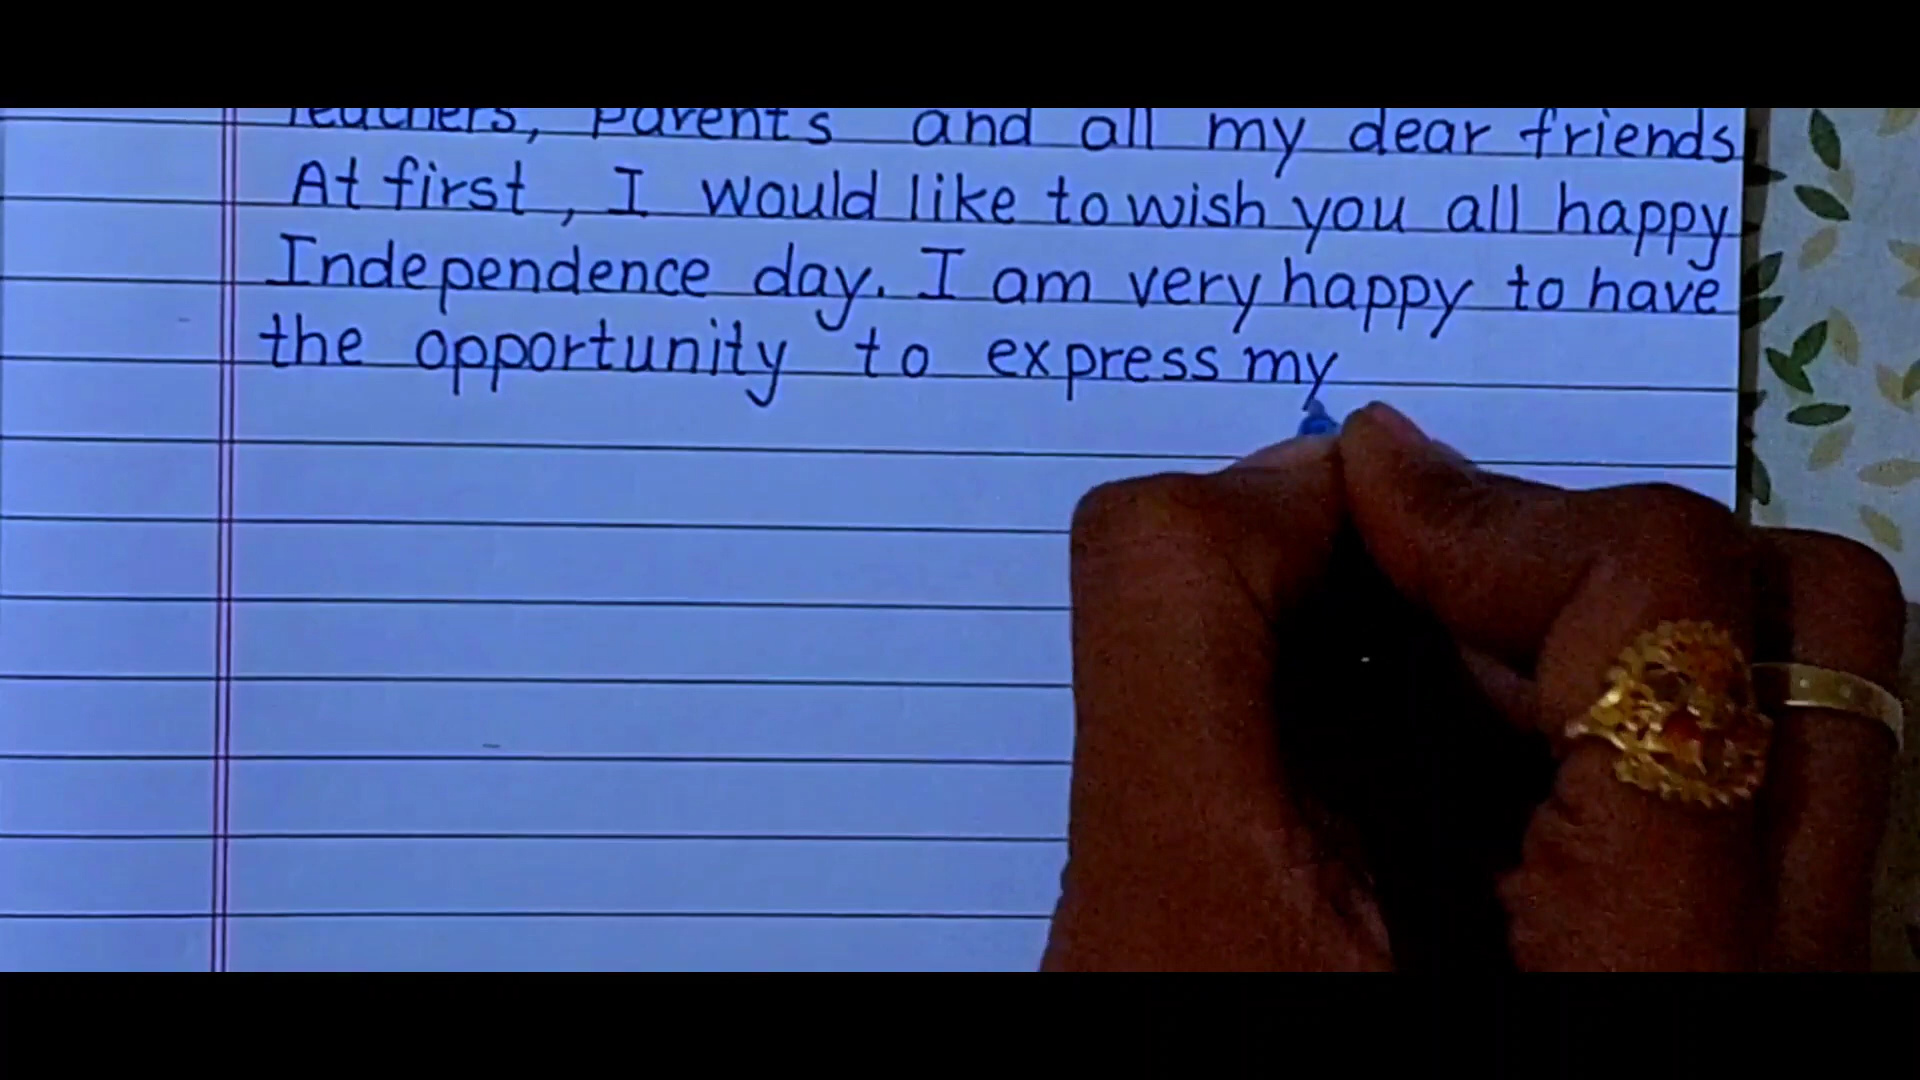 Teachers, Parents and all my dear friends
At first, I would like to wish you all happy
Independence day. I am very happy to have
the opportunity to express my